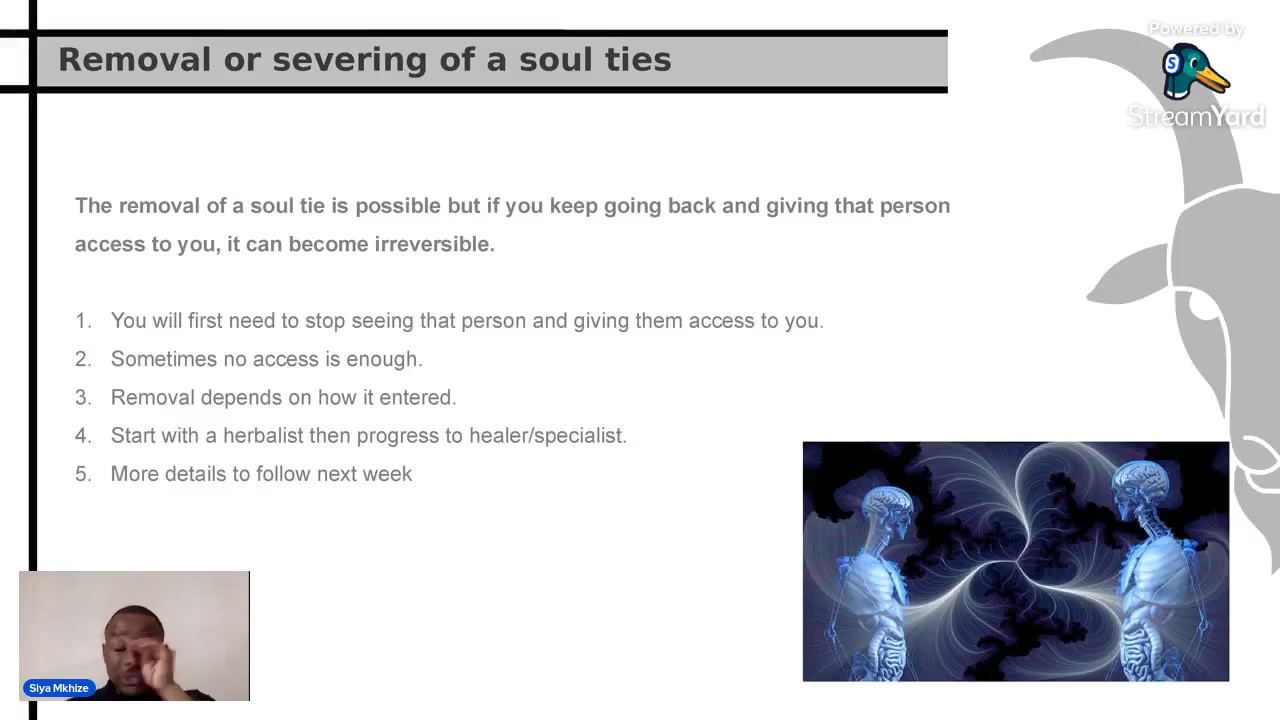 Removal or severing of a soul ties
Powered by
S
StreamYard
The removal of a soul tie is possible but if you keep going back and giving that person
access to you, it can become irreversible.
1. You will first need to stop seeing that person and giving them access to you.
2. Sometimes no access is enough.
3. Removal depends on how it entered.
4. Start with a herbalist then progress to healer/specialist.
5. More details to follow next week
Siya Mkhize